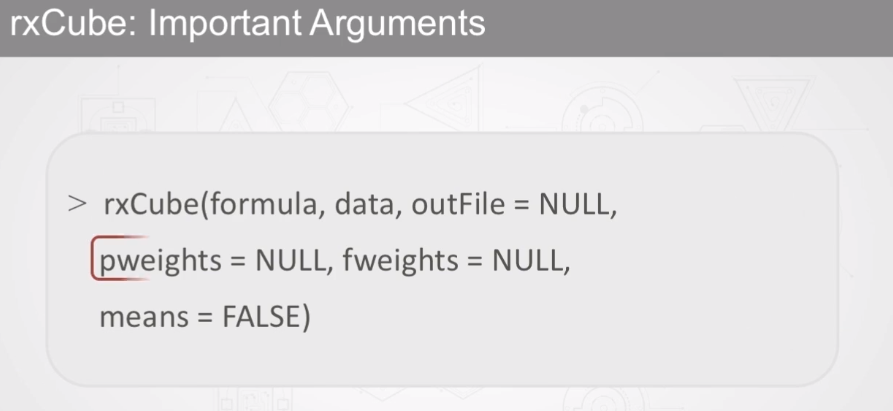 rxCube: Important Arguments
> rxCube(formula, data, outFile = NULL,
pweights = NULL, fweights = NULL,
means = FALSE)